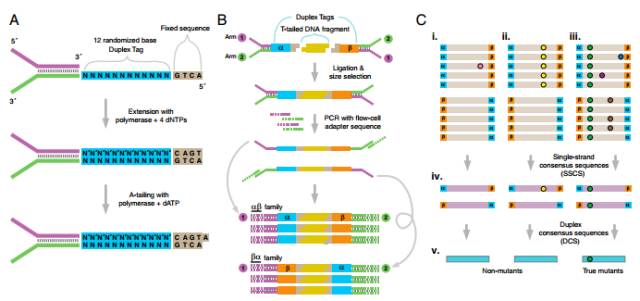 A
12 randomized base
Duplex Tag
Fixed sequence
5'
3'
NNNNNNNNNNNN GTCA
5'
3'
Extension with
polymerase + 4 dNTPs
N'N'N'N'N'N'N'N'N'N'N'N' CAGT
NNNNNNNNNNNN GTCA
A-tailing with
polymerase + dATP
N'N'N'N'N'N'N'N'N'N'N'N' CAGTA
NNNNNNNNNNNN GTCA
B
Duplex Tags
T-tailed DNA fragment
Arm 1
Arm 2
α
β
2
1
Ligation &
size selection
PCR with flow-cell
adapter sequence
αβ family
1 α β 2
βα family
1 β α 2
C
i.
ii.
iii.
α β α β α β
α β α β α β
α β α β α β
α β α β α β
α β α β α β
β α β α β α
β α β α β α
β α β α β α
β α β α β α
β α β α β α
Single-strand
consensus sequences
(SSCS)
iv.
α β α β α β
β α β α β α
Duplex
consensus sequences
(DCS)
v.
Non-mutants
True mutants